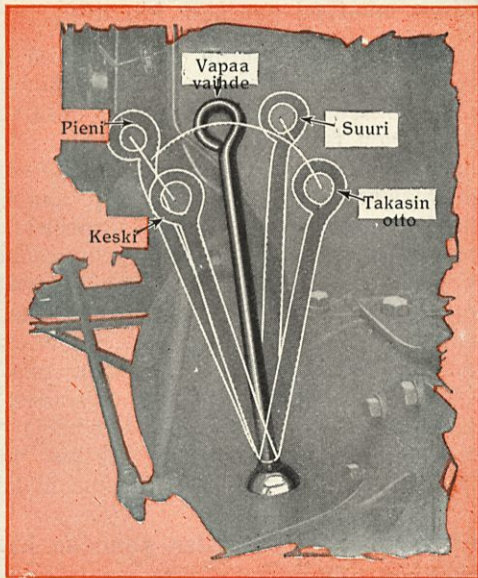 Vapaa
vaihde
Pieni
Suuri
Keski
Takasin
otto